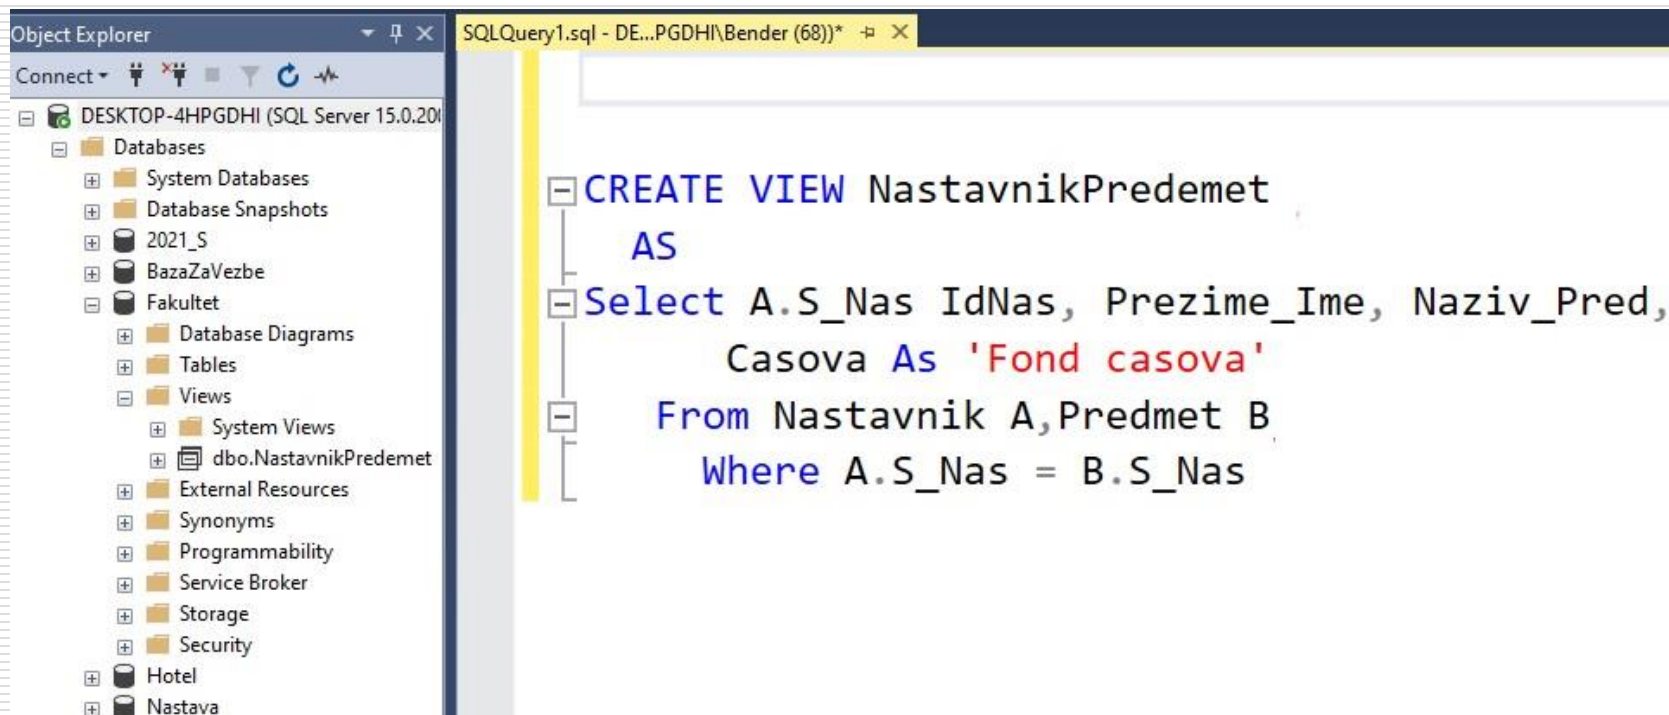 Object Explorer
Connect
DESKTOP-4HPGDHI (SQL Server 15.0.200
Databases
System Databases
Database Snapshots
2021_S
BazaZaVezbe
Fakultet
Database Diagrams
Tables
Views
System Views
dbo.NastavnikPredemet
External Resources
Synonyms
Programmability
Service Broker
Storage
Security
Hotel
Nastava
SQLQuery1.sql - DE...PGDHI\Bender (68))*
CREATE VIEW NastavnikPredemet
AS
Select A.S_Nas IdNas, Prezime_Ime, Naziv_Pred,
Casova As 'Fond casova'
From Nastavnik A,Predmet B
Where A.S_Nas = B.S_Nas